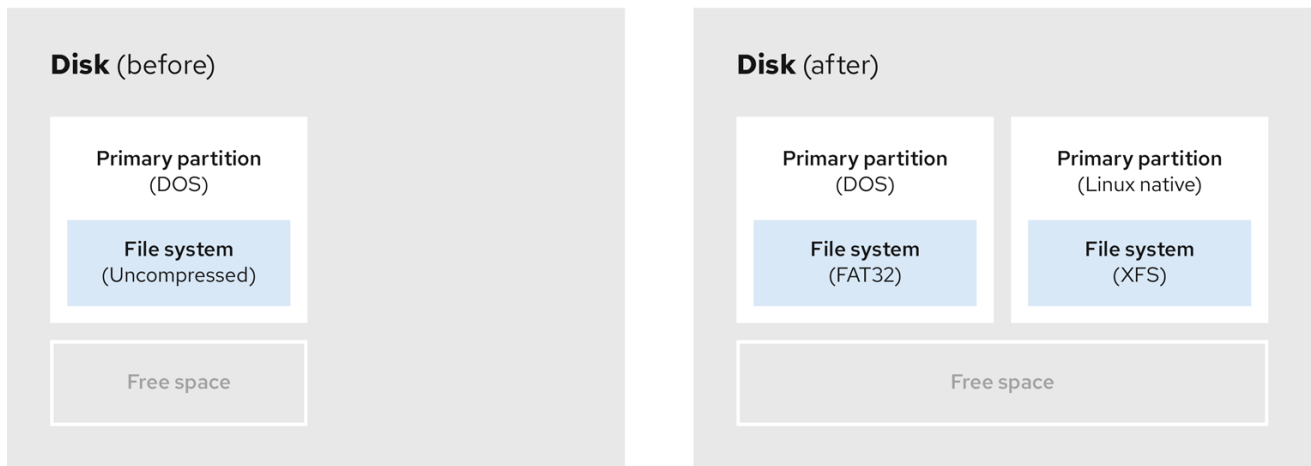 Disk (before)
Primary partition
(DOS)
File system
(Uncompressed)
Free space
Disk (after)
Primary partition
(DOS)
File system
(FAT32)
Primary partition
(Linux native)
File system
(XFS)
Free space